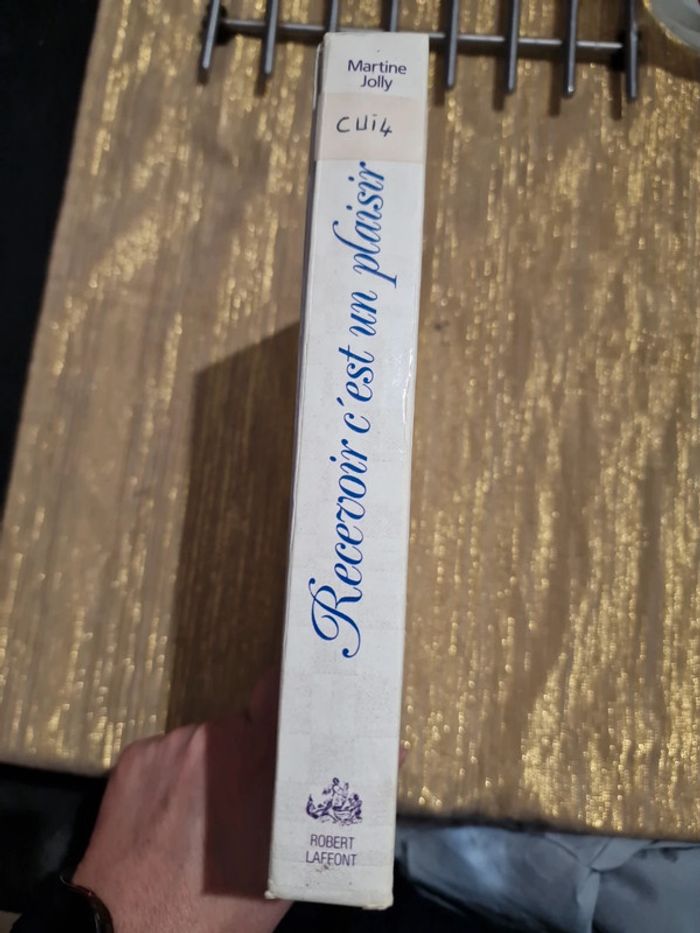 Martine
Jolly
CUi4
Recevoir c'est un plaisir
ROBERT
LAFFONT